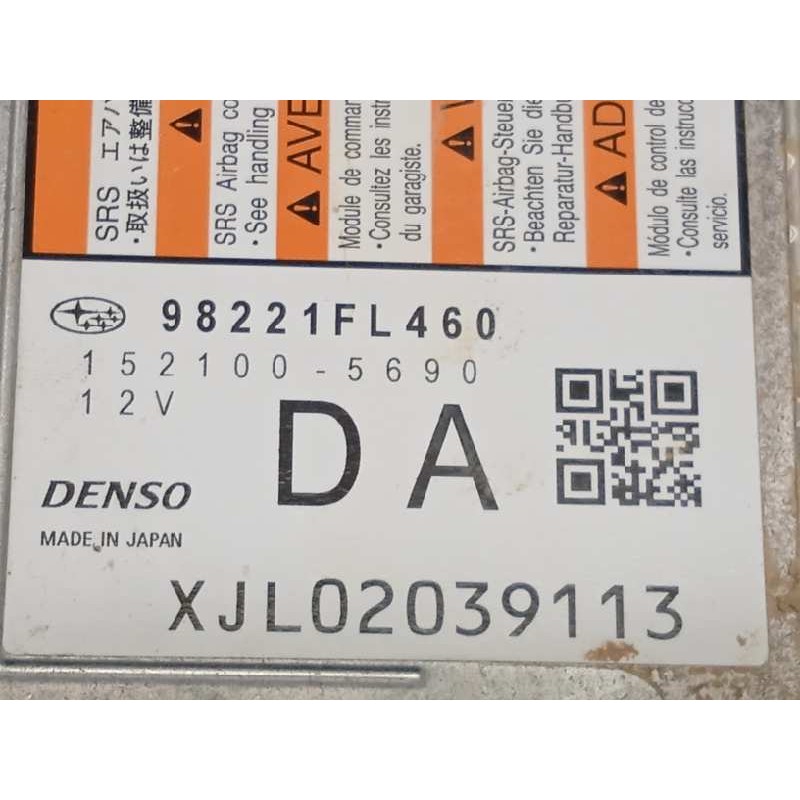 SRS エアバ
・取扱いは整備
SRS Airbag co
• See handling
AVE
Module de commar
• Consultez les instr
du garagiste.
SRS-Airbag-Steuer
• Beachten Sie die
Reparatur-Handbu
AD
Módulo de control de
• Consulte las instrucc
servicio.
98221FL460
152100-5690
12V
DA
DENSO
MADE IN JAPAN
XJL02039113